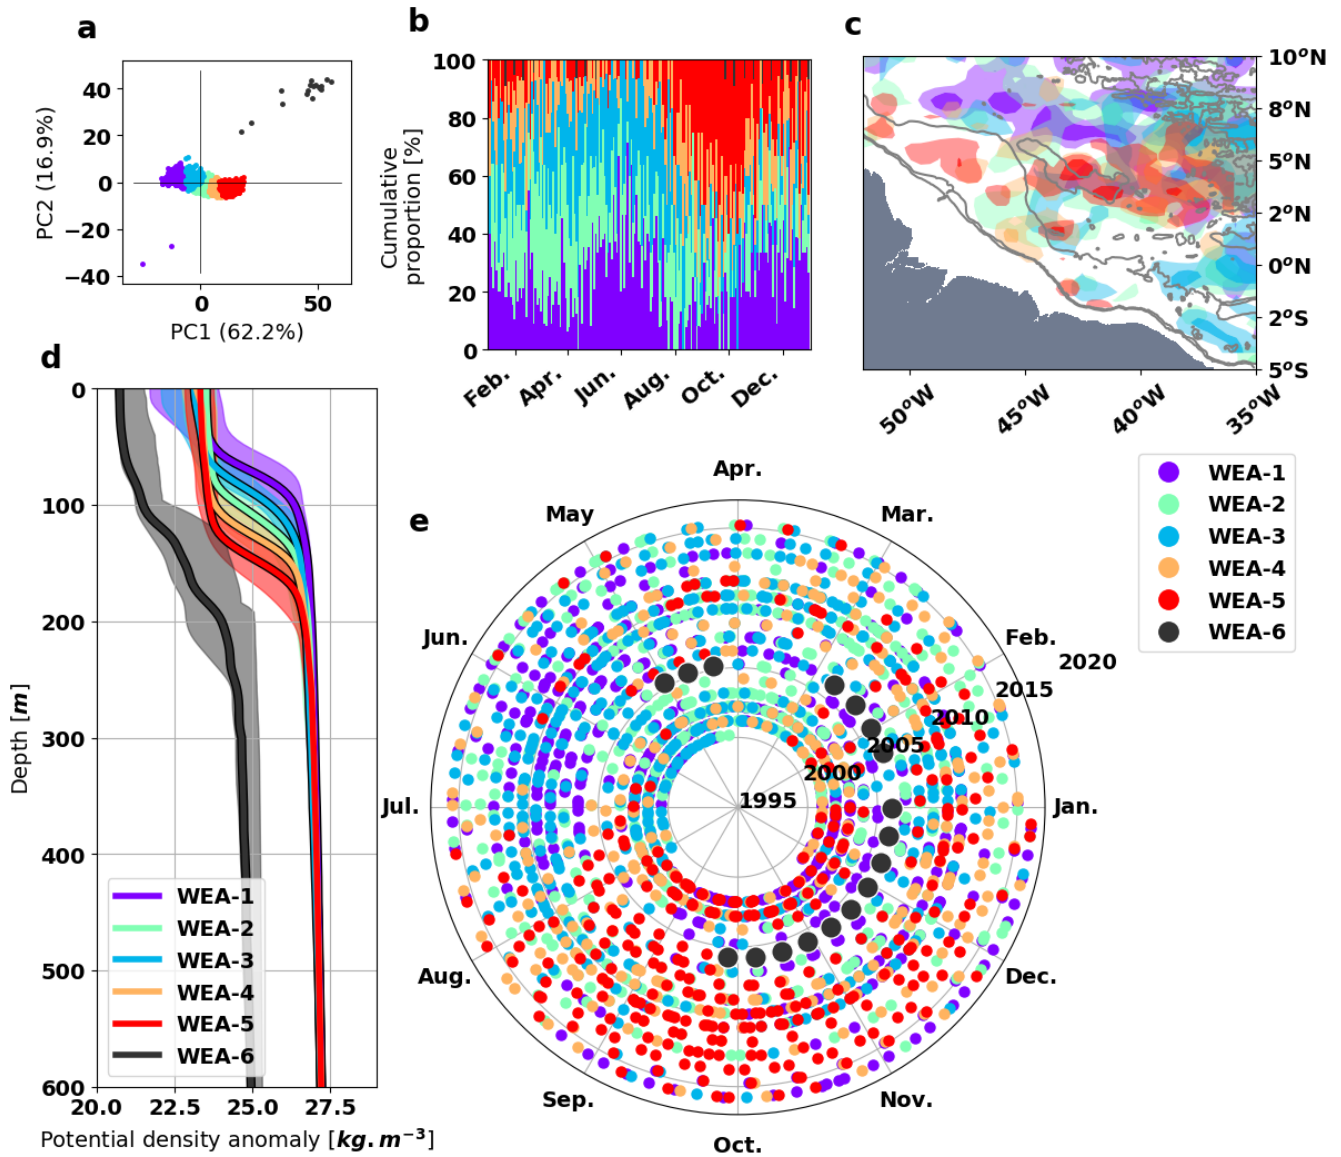 a
PC2 (16.9%)
40
20
0
−20
−40
0
50
PC1 (62.2%)
b
Cumulative
proportion [%]
100
80
60
40
20
0
Feb.
Apr.
Jun.
Aug.
Oct.
Dec.
c
10°N
8°N
5°N
2°N
0°N
2°S
5°S
50°W
45°W
40°W
35°W
d
Depth [m]
0
100
200
300
400
500
600
20.0
22.5
25.0
27.5
Potential density anomaly [kg.m⁻³]
WEA-1
WEA-2
WEA-3
WEA-4
WEA-5
WEA-6
e
Apr.
May
Mar.
Jun.
Feb.
Jul.
Jan.
Aug.
Dec.
Sep.
Nov.
Oct.
2020
2015
2010
2005
2000
1995
WEA-1
WEA-2
WEA-3
WEA-4
WEA-5
WEA-6